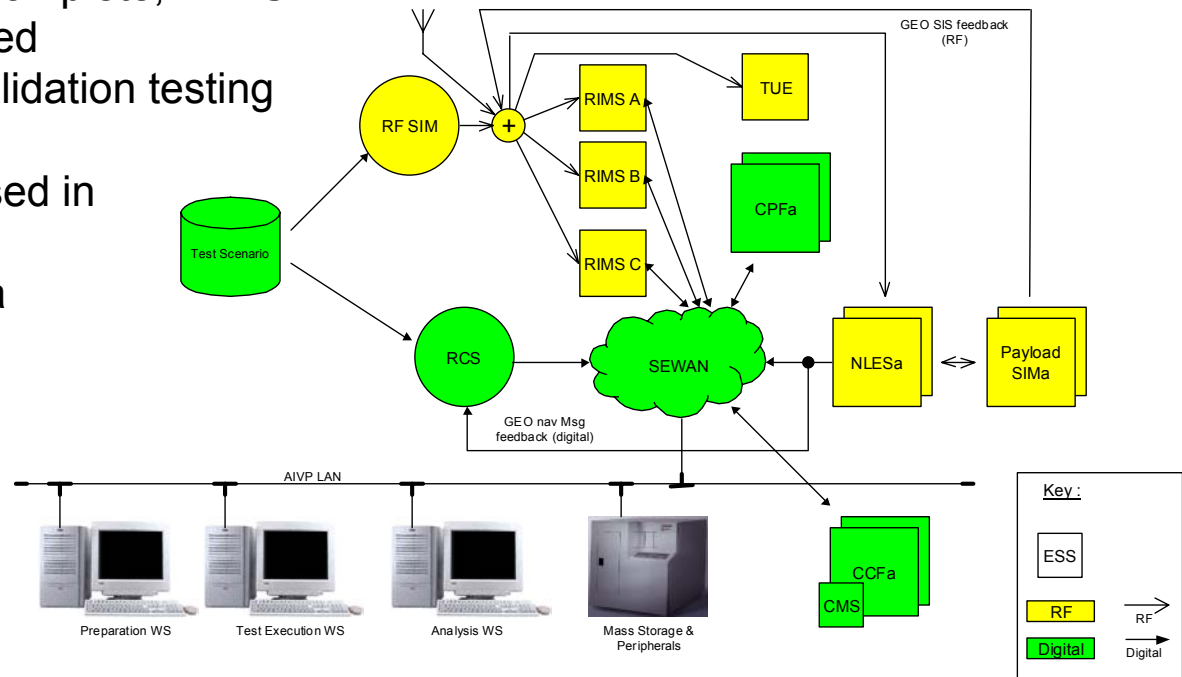 ed
lidation testing
sed in
GEO SIS feedback
(RF)
RF SIM
+
RIMS A
TUE
RIMS B
CPFa
Test Scenario
RIMS C
RCS
SEWAN
NLESa
Payload
SIMa
GEO nav Msg
feedback (digital)
AIVP LAN
Preparation WS
Test Execution WS
Analysis WS
Mass Storage &
Peripherals
CCFa
CMS
Key :
ESS
RF
RF
Digital
Digital